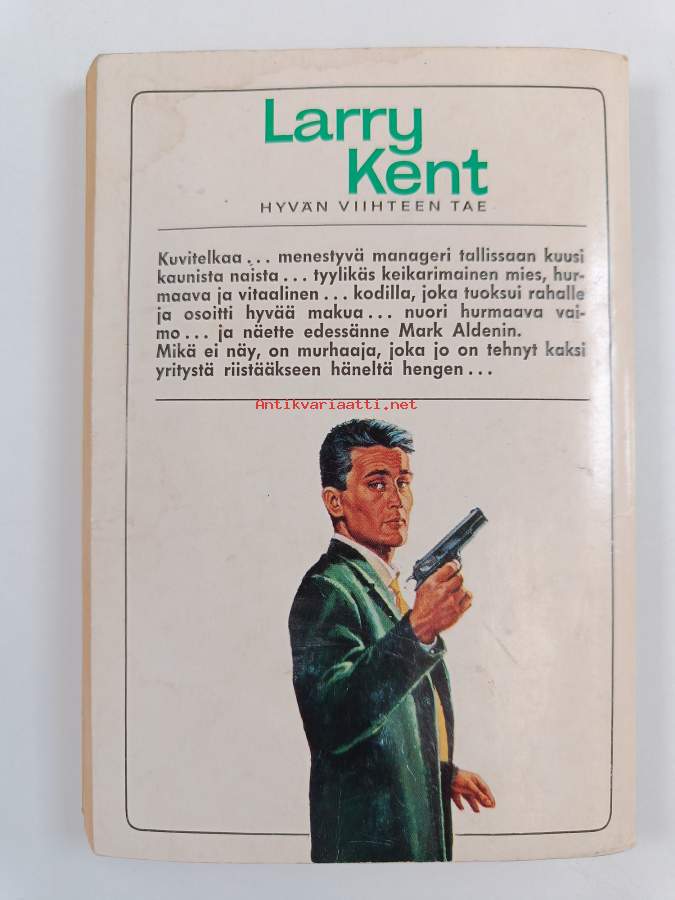 Larry
Kent
HYVÄN VIIHTEEN TAE
Kuvitelkaa ... menestyvä manageri tallissaan kuusi
kaunista naista ... tyylikäs keikarimainen mies, hur-
maava ja vitaalinen ... kodilla, joka tuoksui rahalle
ja osoitti hyvää makua ... nuori hurmaava vai-
mo ... ja näette edessänne Mark Aldenin.
Mikä ei näy, on murhaaja, joka jo on tehnyt kaksi
yritystä riistääkseen häneltä hengen ...
Antikvariaatti.net